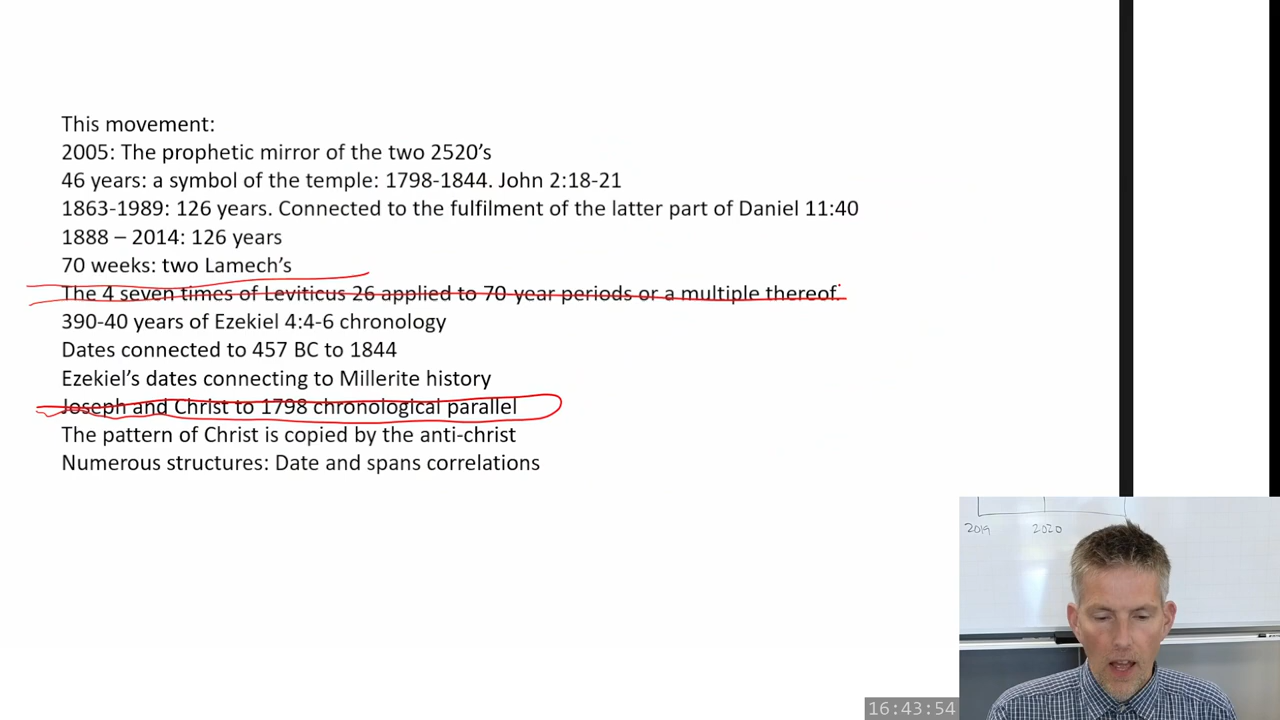 This movement:
2005: The prophetic mirror of the two 2520’s
46 years: a symbol of the temple: 1798-1844. John 2:18-21
1863-1989: 126 years. Connected to the fulfilment of the latter part of Daniel 11:40
1888 – 2014: 126 years
70 weeks: two Lamech’s
The 4 seven times of Leviticus 26 applied to 70 year periods or a multiple thereof.
390-40 years of Ezekiel 4:4-6 chronology
Dates connected to 457 BC to 1844
Ezekiel’s dates connecting to Millerite history
Joseph and Christ to 1798 chronological parallel
The pattern of Christ is copied by the anti-christ
Numerous structures: Date and spans correlations
2019 2020
16:43:54